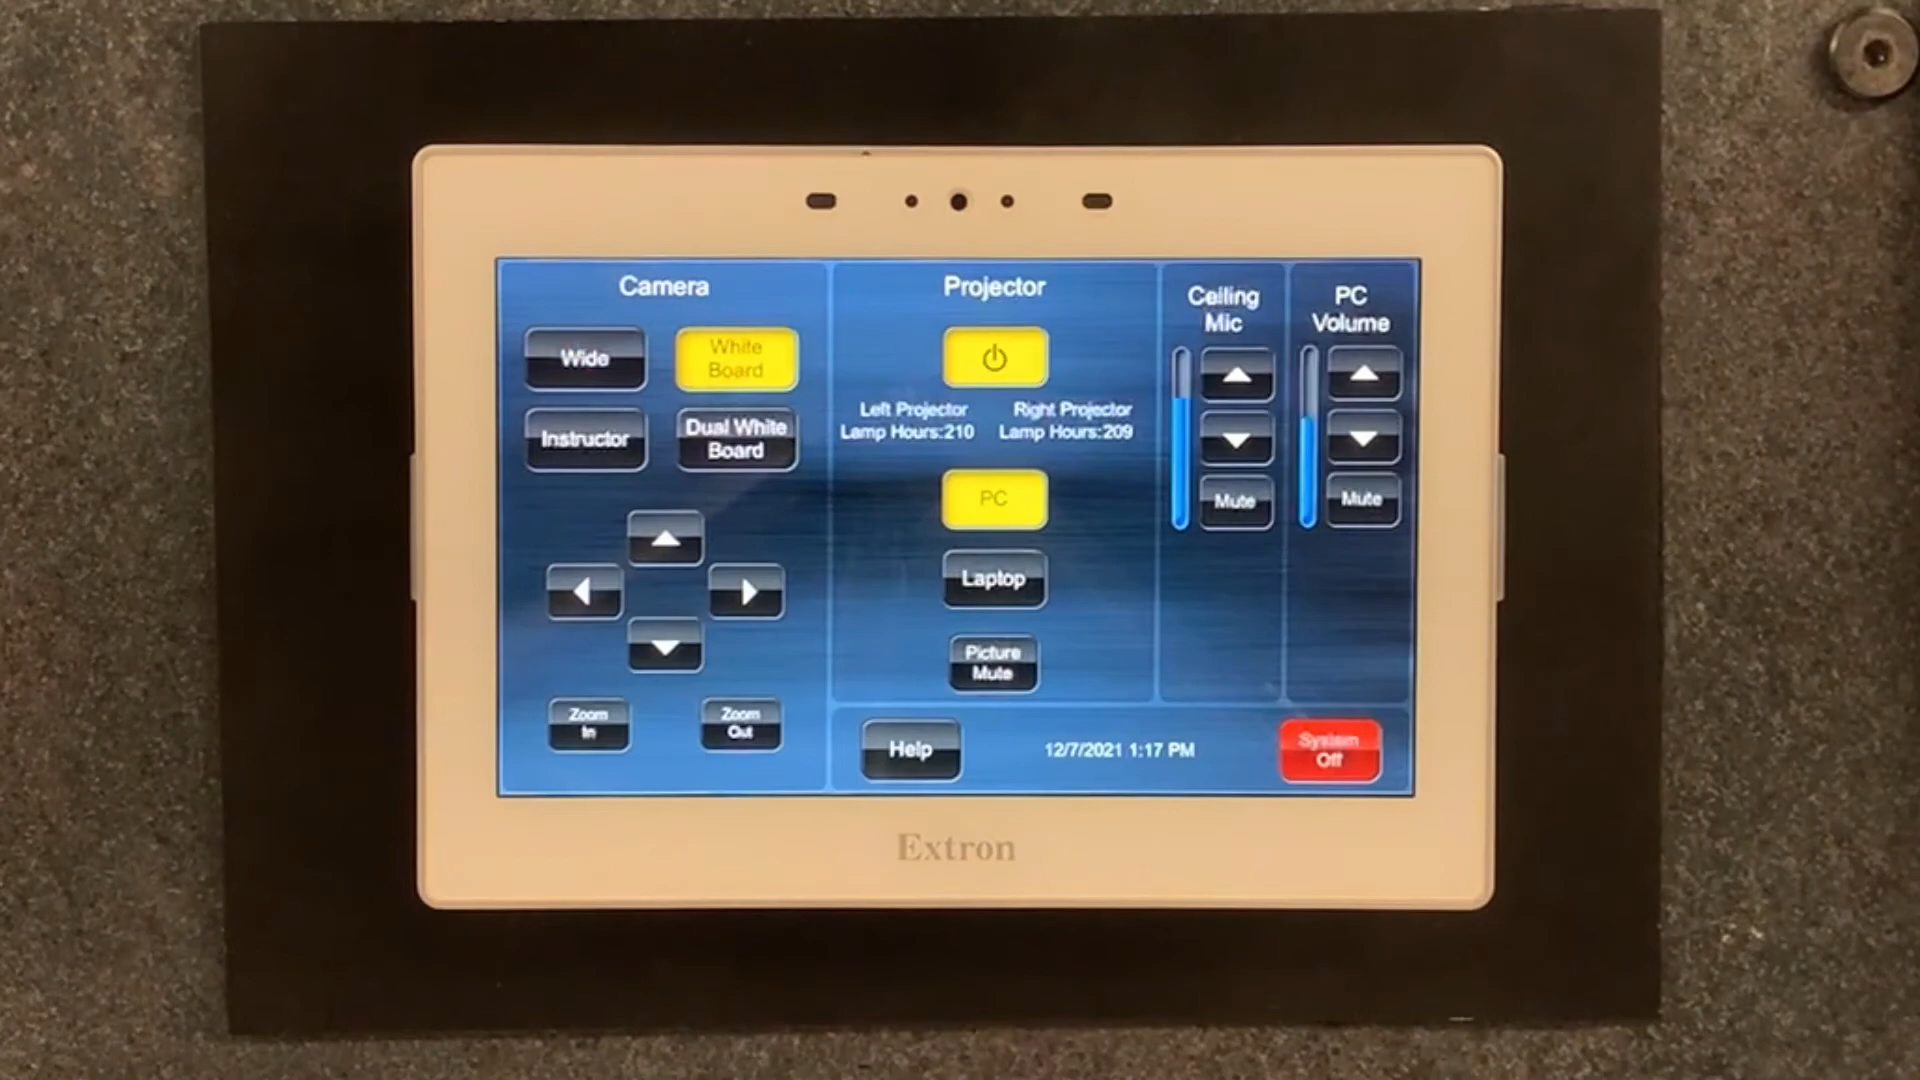 Camera
Wide
White
Board
Instructor
Dual White
Board
Zoom
In
Zoom
Out
Projector
Left Projector
Lamp Hours:210
Right Projector
Lamp Hours:209
PC
Laptop
Picture
Mute
Ceiling
Mic
Mute
PC
Volume
Mute
Help
12/7/2021 1:17 PM
System
Off
Extron